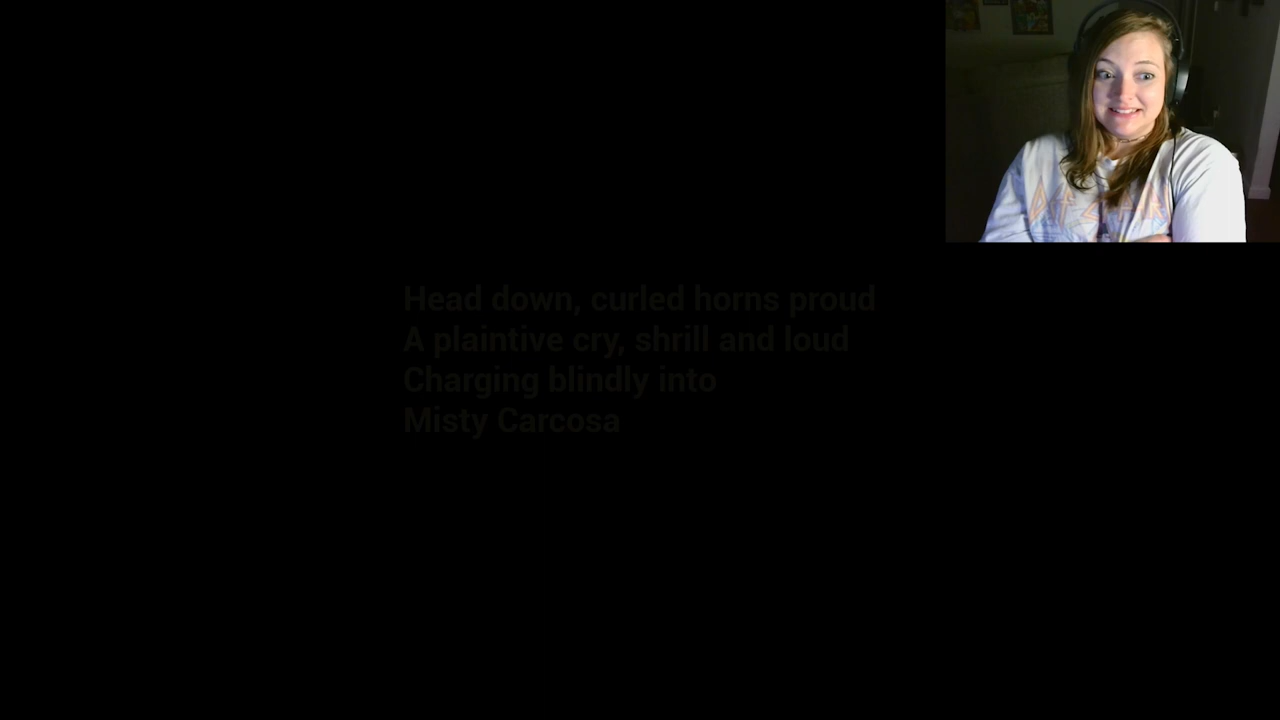 Head down, curled horns proud
A plaintive cry, shrill and loud
Charging blindly into
Misty Carcosa